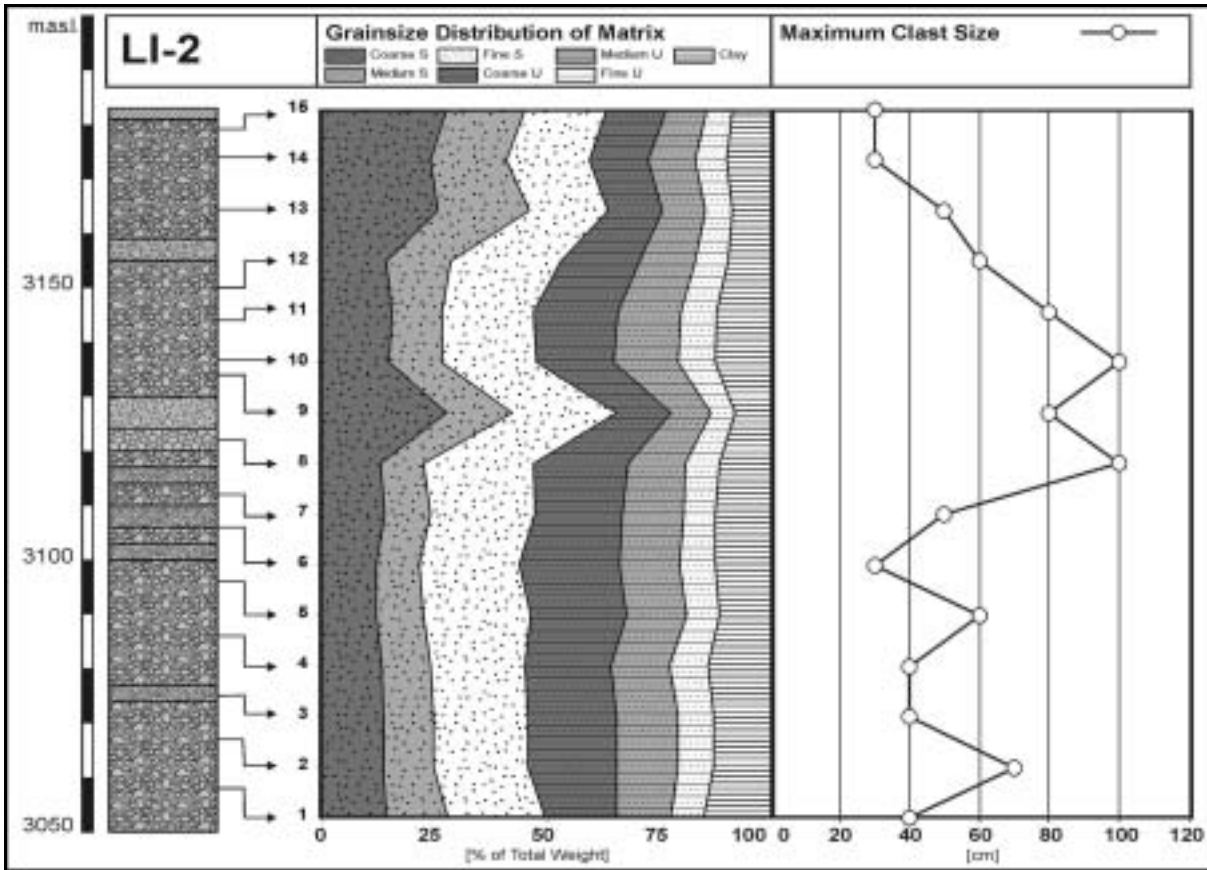 masl
LI-2
Grainsize Distribution of Matrix
Coarse S Fine S Medium U Clay
Medium S Coarse U Fine U
Maximum Clast Size
15
14
13
12
3150
11
10
9
8
7
3100
6
5
4
3
2
3050
1
0 25 50 75 100
[% of Total Weight]
0 20 40 60 80 100 120
[cm]